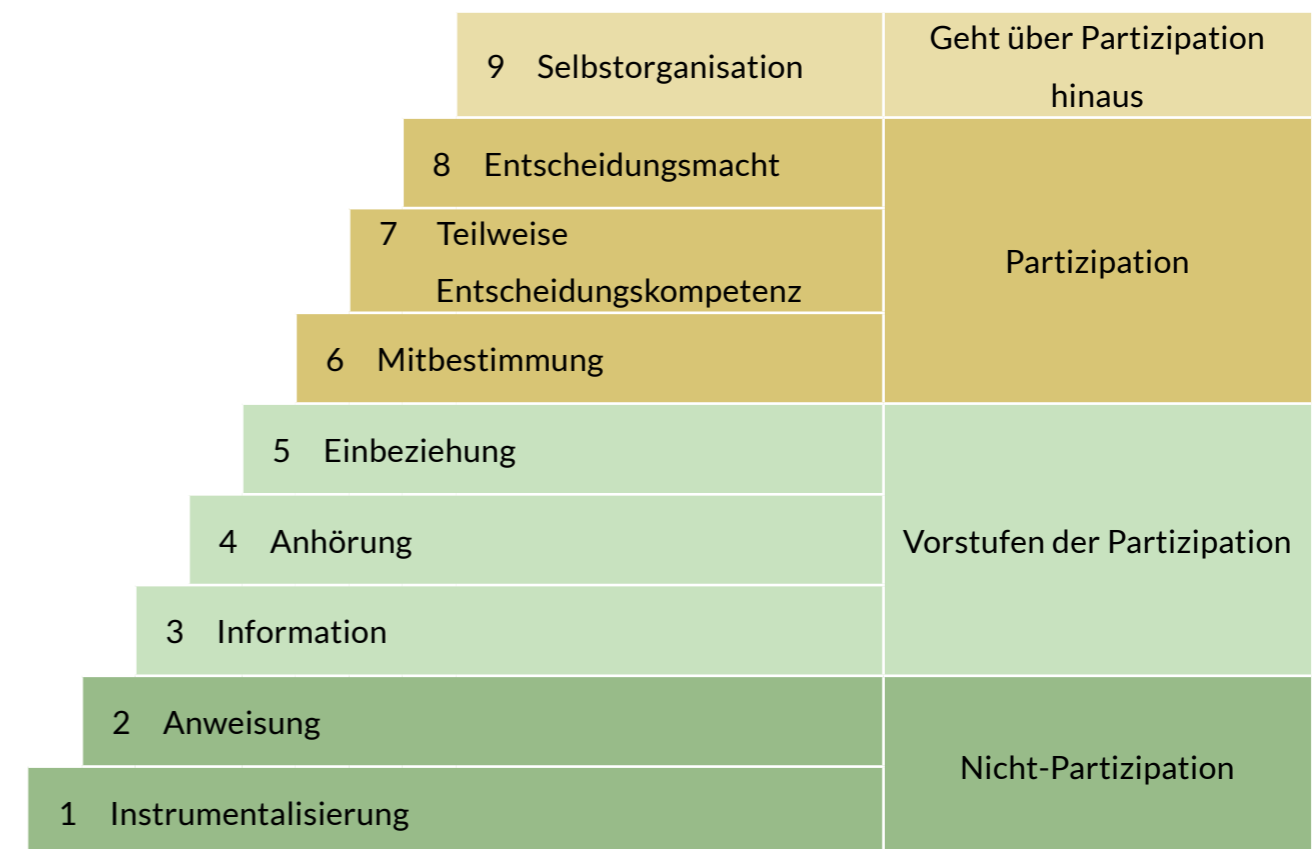 9 Selbstorganisation
Geht über Partizipation
hinaus
8 Entscheidungsmacht
7 Teilweise
Entscheidungskompetenz
6 Mitbestimmung
Partizipation
5 Einbeziehung
4 Anhörung
3 Information
Vorstufen der Partizipation
2 Anweisung
1 Instrumentalisierung
Nicht-Partizipation